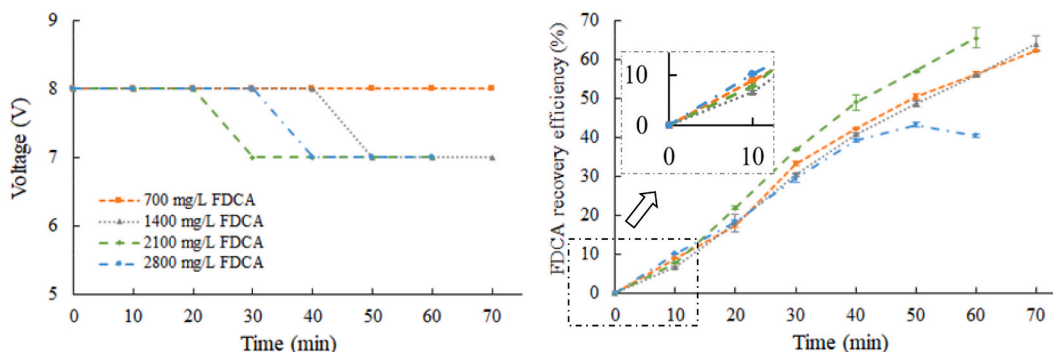 9
8
7
6
5
Voltage (V)
0 10 20 30 40 50 60 70
Time (min)
700 mg/L FDCA
1400 mg/L FDCA
2100 mg/L FDCA
2800 mg/L FDCA
70
60
50
40
30
20
10
0
FDCA recovery efficiency (%)
10
0
0 10
0 10 20 30 40 50 60 70
Time (min)